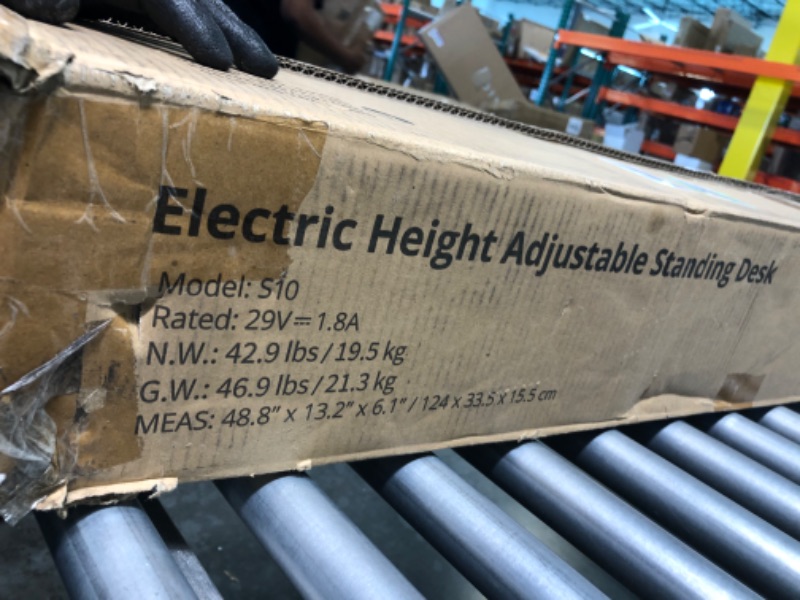 Electric Height Adjustable Standing Desk
Model: S10
Rated: 29V⎓1.8A
N.W.: 42.9 lbs / 19.5 kg
G.W.: 46.9 lbs / 21.3 kg
MEAS: 48.8" x 13.2" x 6.1" / 124 x 33.5 x 15.5 cm